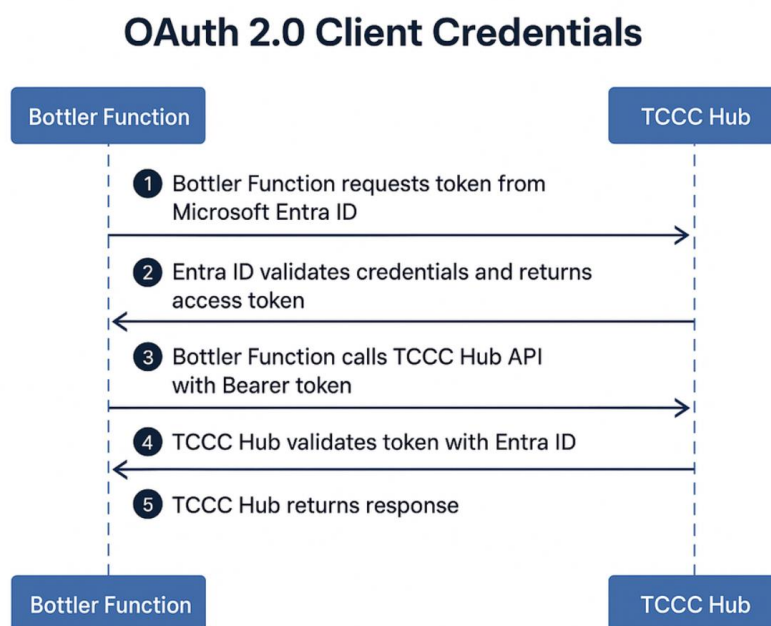 OAuth 2.0 Client Credentials
Bottler Function
TCCC Hub
1 Bottler Function requests token from
Microsoft Entra ID
2 Entra ID validates credentials and returns
access token
3 Bottler Function calls TCCC Hub API
with Bearer token
4 TCCC Hub validates token with Entra ID
5 TCCC Hub returns response
Bottler Function
TCCC Hub